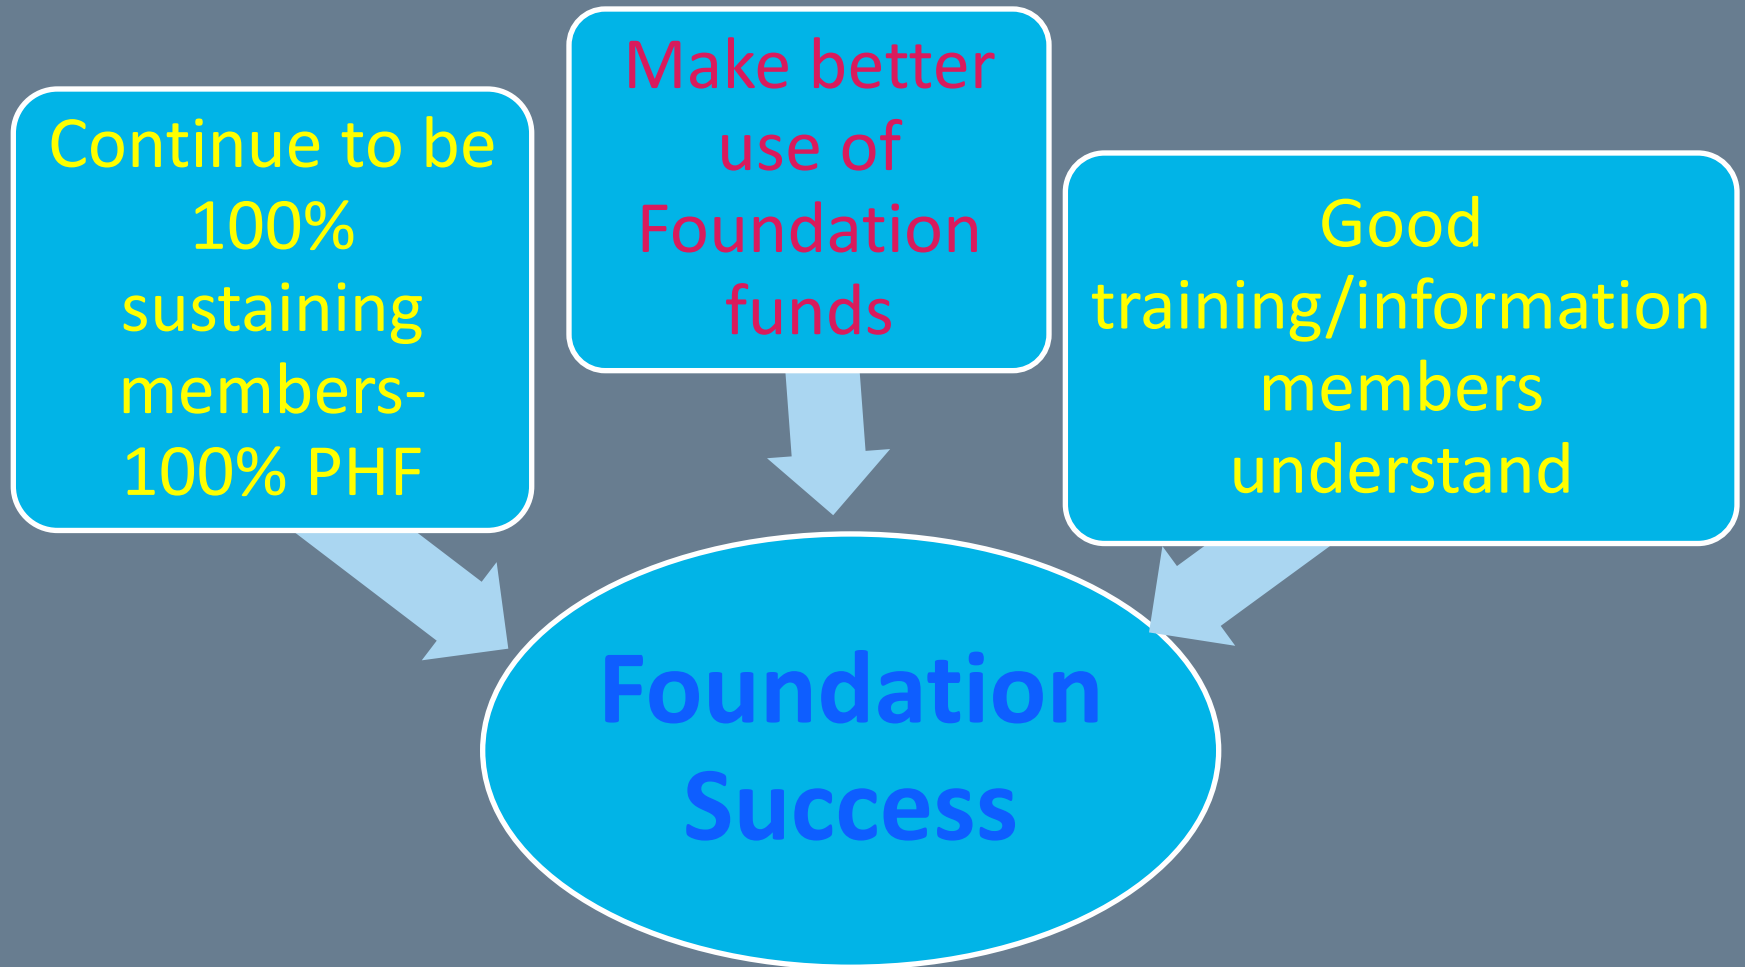 Continue to be
100%
sustaining
members-
100% PHF
Make better
use of
Foundation
funds
Good
training/information
members
understand
Foundation
Success